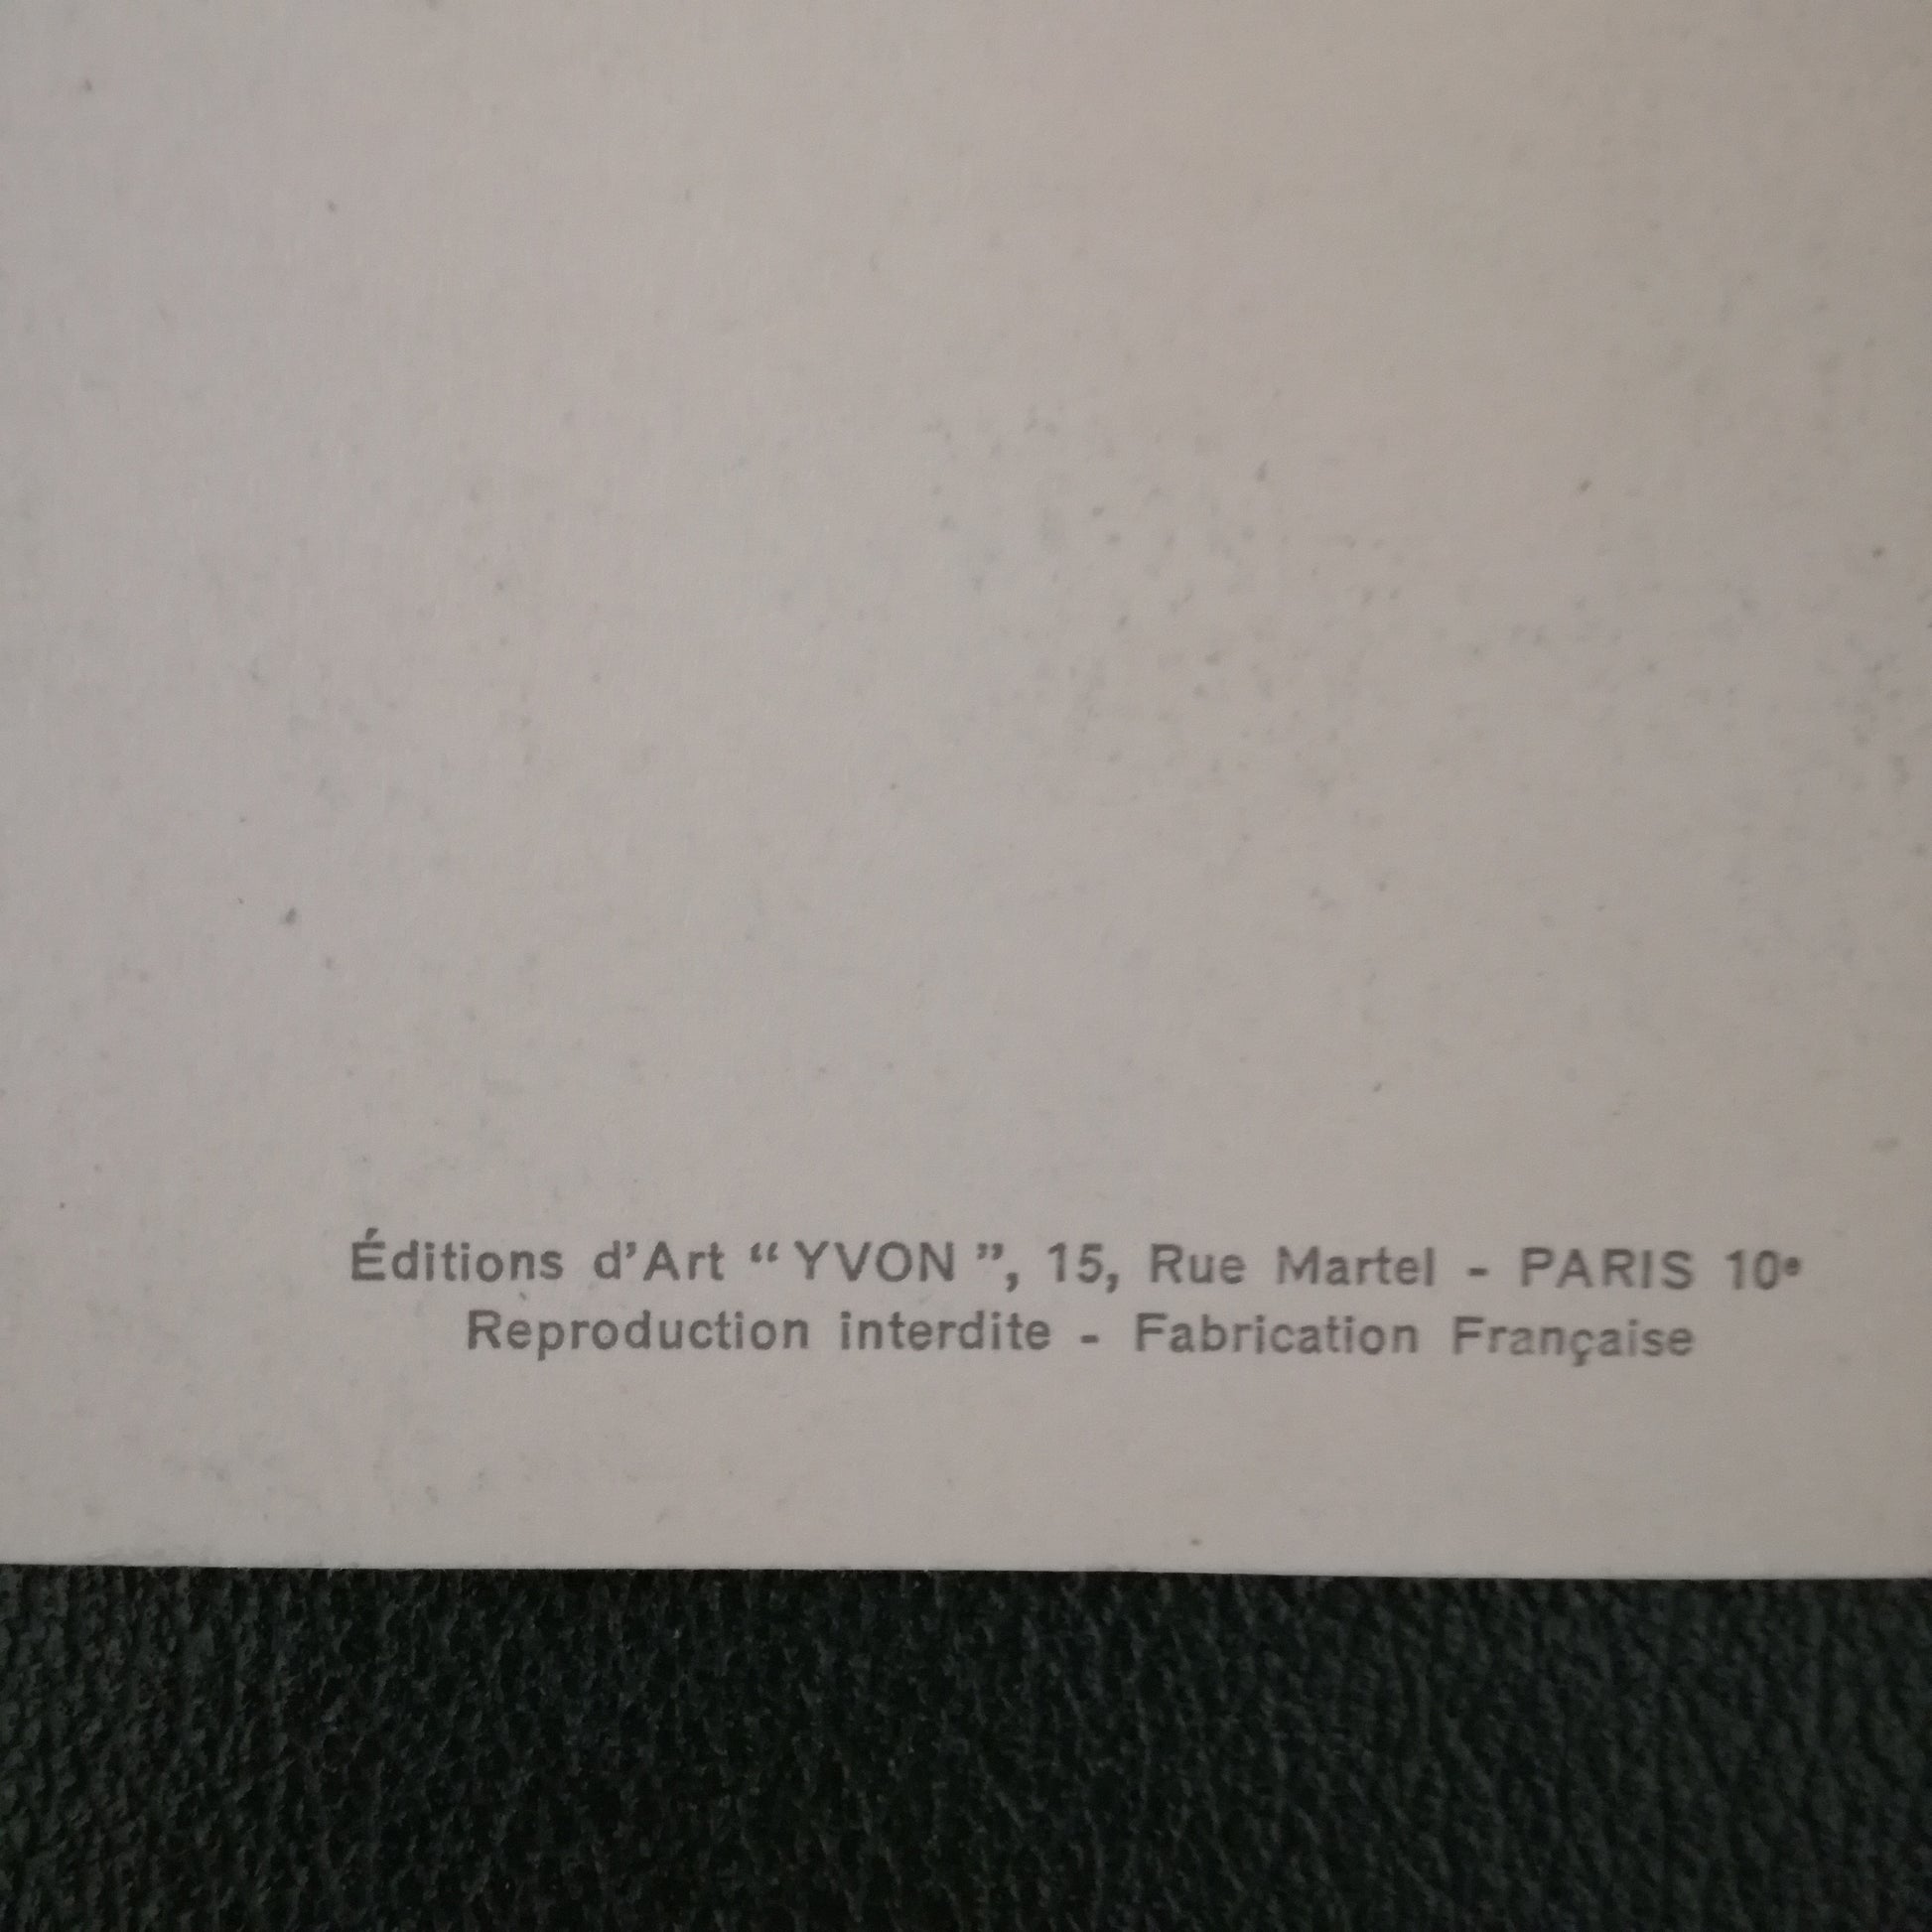 Éditions d’Art “ YVON ”, 15, Rue Martel - PARIS 10e
Reproduction interdite - Fabrication Française